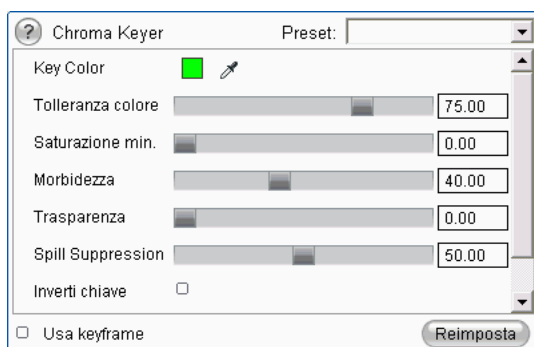 ? Chroma Keyer Preset:
Key Color
Tolleranza colore 75.00
Saturazione min. 0.00
Morbidezza 40.00
Trasparenza 0.00
Spill Suppression 50.00
Inverti chiave
Usa keyframe Reimposta